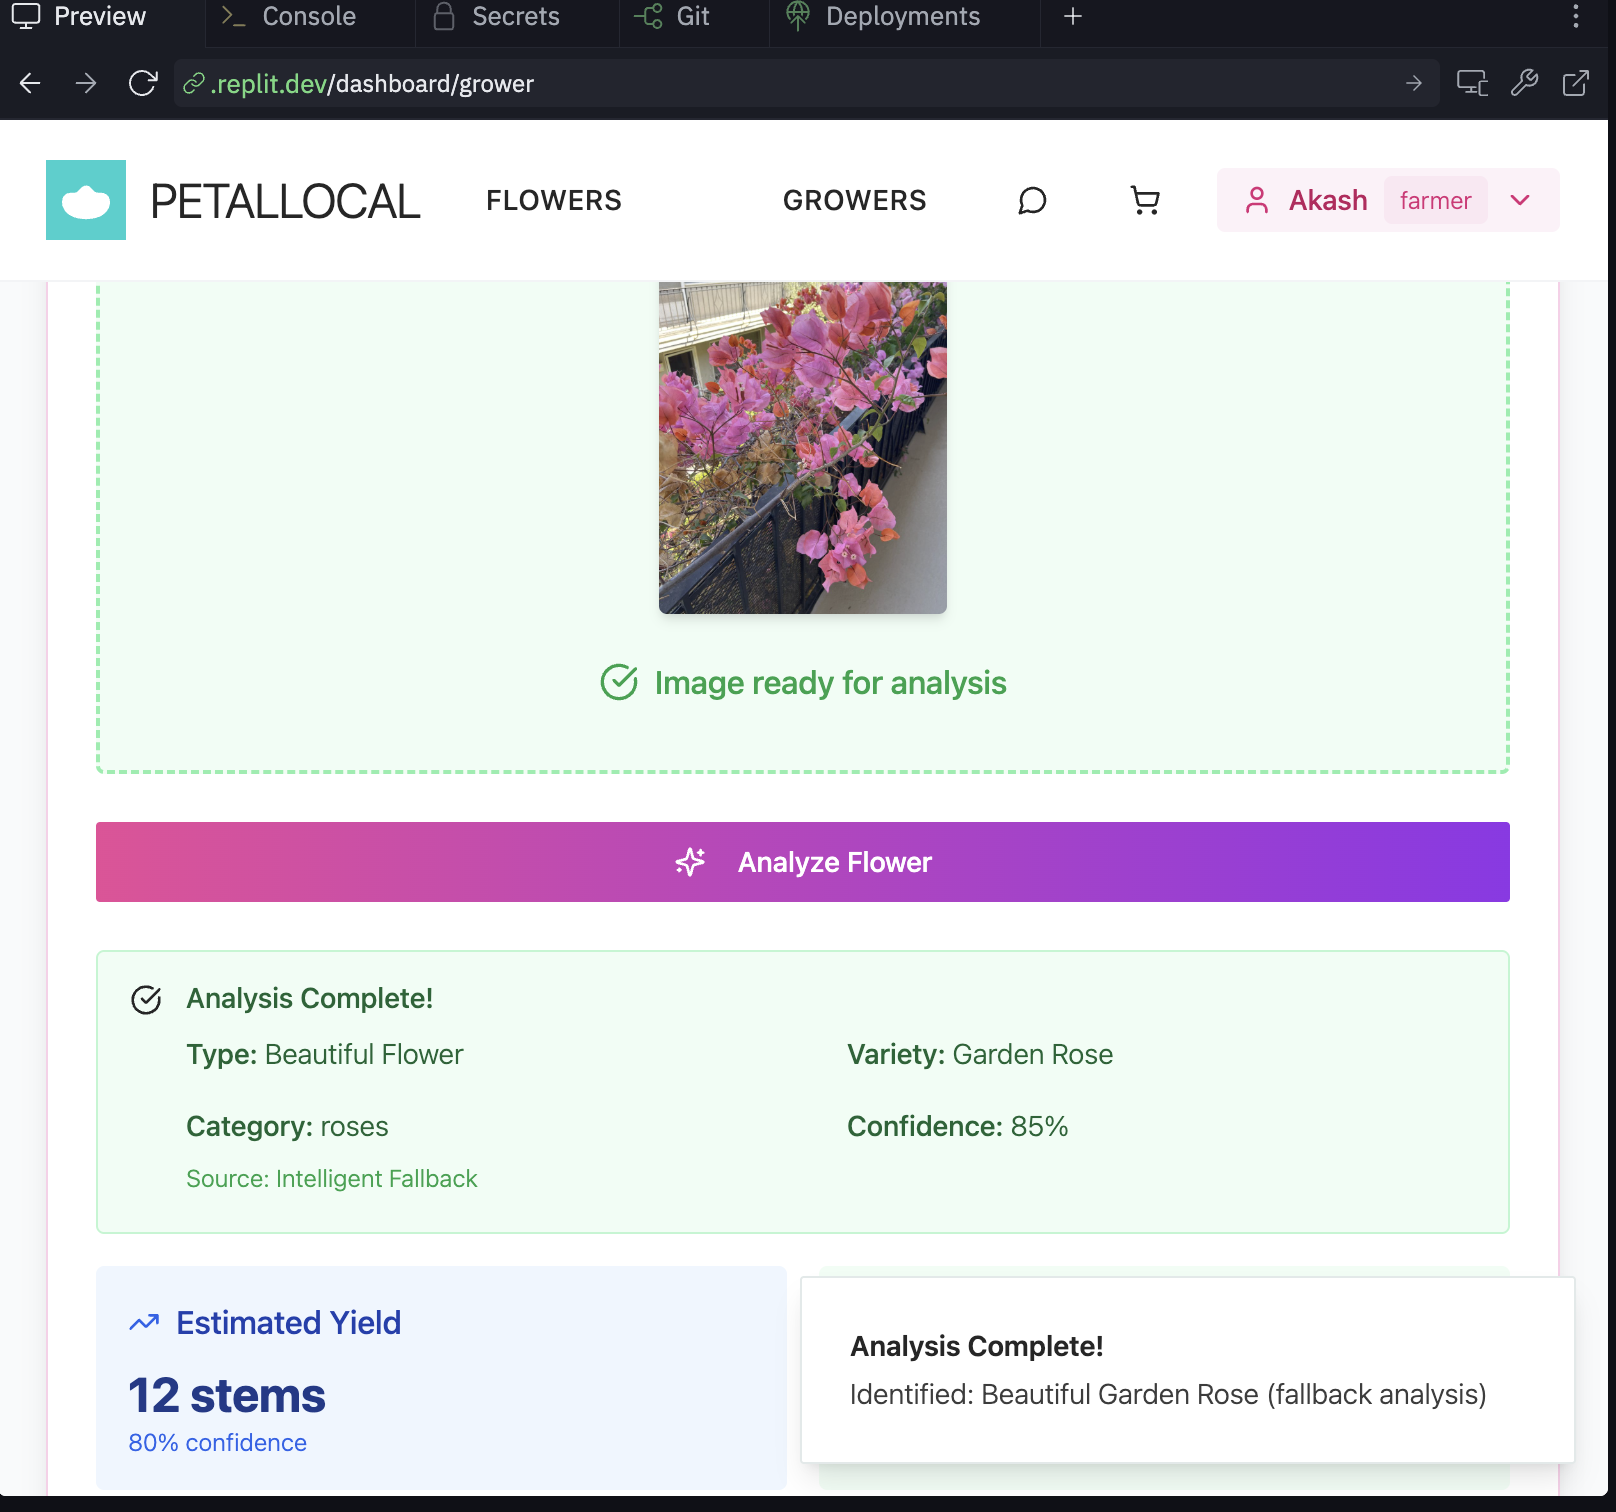 Preview
Console
Secrets
Git
Deployments
.replit.dev/dashboard/grower
PETALLOCAL
FLOWERS
GROWERS
Akash
farmer
Image ready for analysis
Analyze Flower
Analysis Complete!
Type: Beautiful Flower
Variety: Garden Rose
Category: roses
Confidence: 85%
Source: Intelligent Fallback
Estimated Yield
12 stems
80% confidence
Analysis Complete!
Identified: Beautiful Garden Rose (fallback analysis)